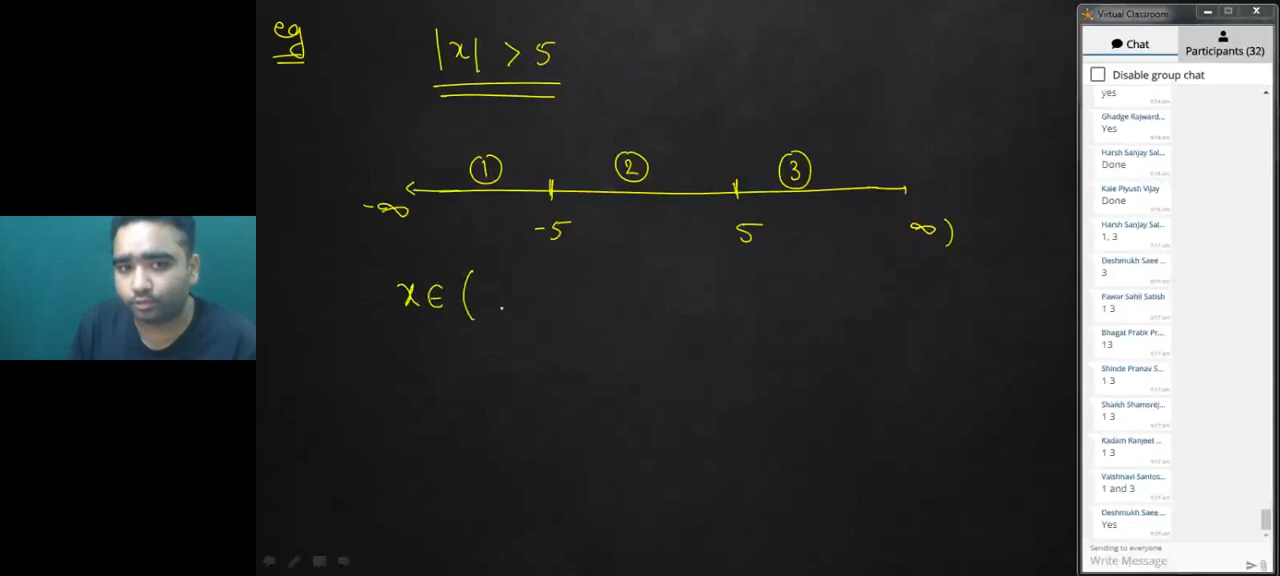 eg
|x| > 5
1 2 3
-∞ -5 5 ∞)
x ∈ (
Virtual Classroom
Chat
Participants (32)
Disable group chat
yes
Ghadge Rajward...
Yes
Harsh Sanjay Sal...
Done
Kale Piyush Vijay
Done
Harsh Sanjay Sal...
1, 3
Deshmukh Saee ...
3
Pawar Sahil Satish
1 3
Bhagat Pratik Pr...
13
Shinde Pranav S...
1 3
Shaikh Shamsrej...
1 3
Kadam Ranjeet ...
1 3
Vaishnavi Santos...
1 and 3
Deshmukh Saee ...
Yes
Sending to everyone
Write Message